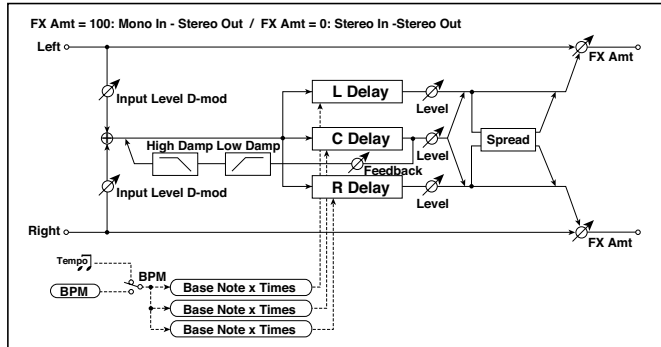 FX Amt = 100: Mono In - Stereo Out / FX Amt = 0: Stereo In -Stereo Out
Left
FX Amt
L Delay
Level
Input Level D-mod
High Damp Low Damp
C Delay
Level
Spread
Feedback
Input Level D-mod
R Delay
Level
Right
FX Amt
Tempo
BPM
BPM
Base Note x Times
Base Note x Times
Base Note x Times